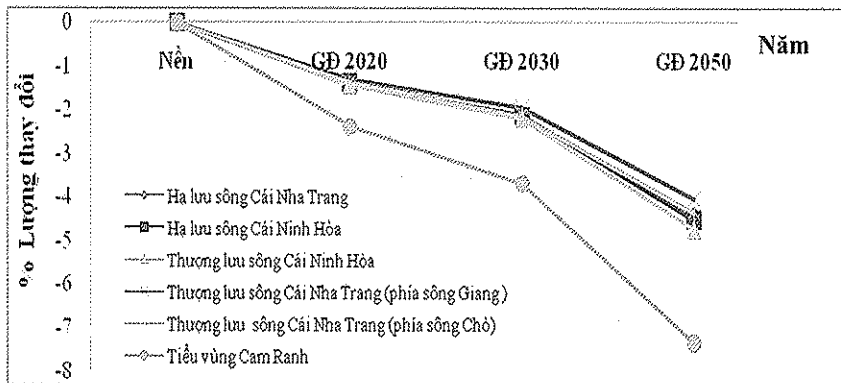 % Lượng thay đổi
0
-1
-2
-3
-4
-5
-6
-7
-8
Nền GĐ 2020 GĐ 2030 GĐ 2050
Năm
Hạ lưu sông Cái Nha Trang
Hạ lưu sông Cái Ninh Hòa
Thượng lưu sông Cái Ninh Hòa
Thượng lưu sông Cái Nha Trang (phía sông Giang)
Thượng lưu sông Cái Nha Trang (phía sông Chò)
Tiểu vùng Cam Ranh